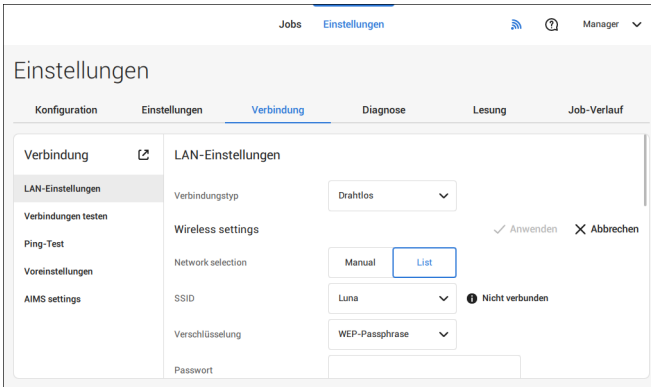 Jobs Einstellungen Manager
Einstellungen
Konfiguration Einstellungen Verbindung Diagnose Lesung Job-Verlauf
Verbindung
LAN-Einstellungen
Verbindungen testen
Ping-Test
Voreinstellungen
AIMS settings
LAN-Einstellungen
Verbindungstyp Drahtlos
Wireless settings Anwenden Abbrechen
Network selection Manual List
SSID Luna Nicht verbunden
Verschlüsselung WEP-Passphrase
Passwort